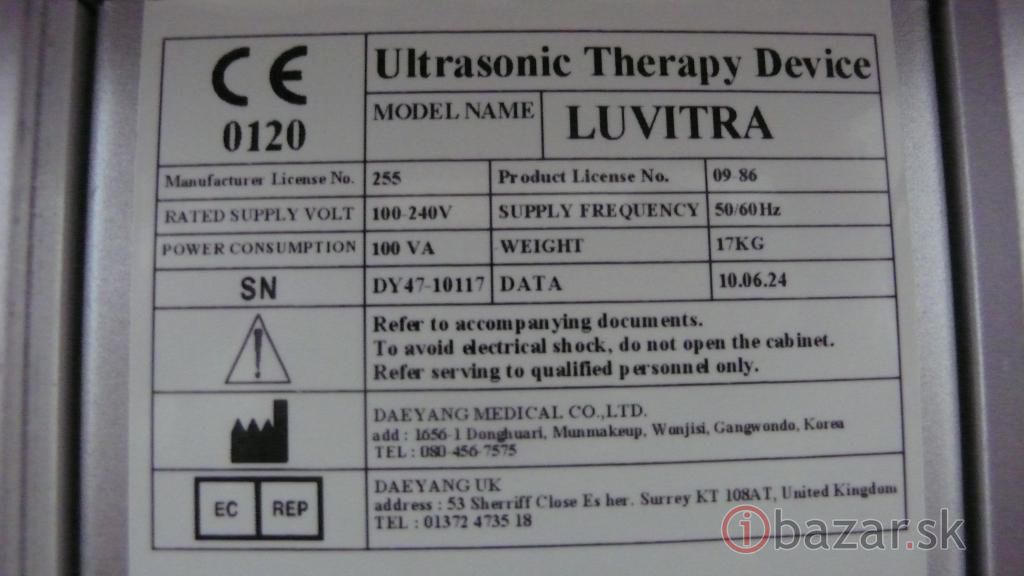 CE
0120
Ultrasonic Therapy Device
MODEL NAME LUVITRA
Manufacturer License No. 255 Product License No. 09-86
RATED SUPPLY VOLT 100-240V SUPPLY FREQUENCY 50/60Hz
POWER CONSUMPTION 100 VA WEIGHT 17KG
SN DY47-10117 DATA 10.06.24
Refer to accompanying documents.
To avoid electrical shock, do not open the cabinet.
Refer serving to qualified personnel only.
DAEYANG MEDICAL CO.,LTD.
add : 1656-1 Donghuari, Munmakeup, Wonjisi, Gangwondo, Korea
TEL : 080-456-7575
EC REP
DAEYANG UK
address : 53 Sherriff Close Es her. Surrey KT 108AT, United Kingdom
TEL : 01372 4735 18
ibazar.sk